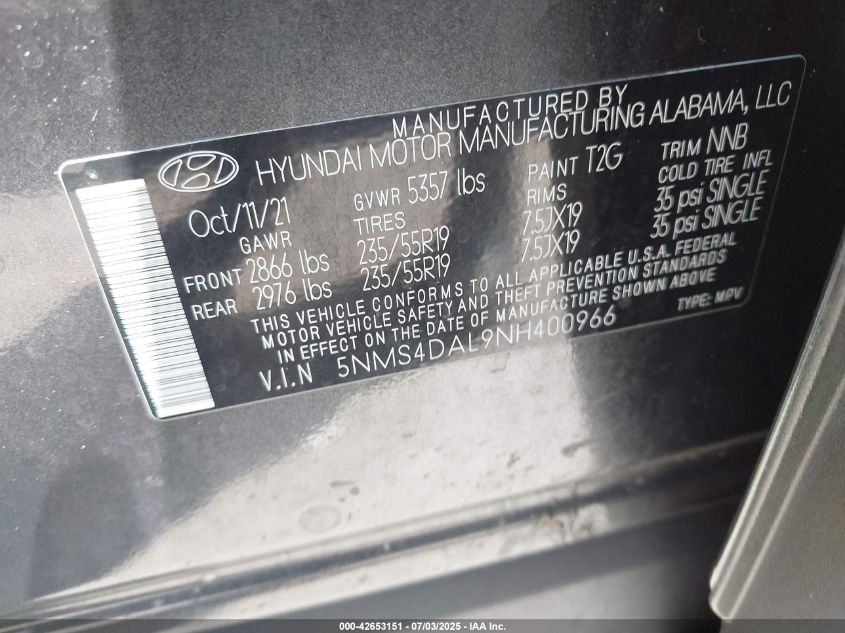 MANUFACTURED BY
HYUNDAI MOTOR MANUFACTURING ALABAMA, LLC
Oct/11/21 GVWR 5357 lbs PAINT T2G TRIM NNB
GAWR TIRES RIMS COLD TIRE INFL
FRONT 2866 lbs 235/55R19 7.5JX19 35 psi SINGLE
REAR 2976 lbs 235/55R19 7.5JX19 35 psi SINGLE
THIS VEHICLE CONFORMS TO ALL APPLICABLE U.S.A. FEDERAL
MOTOR VEHICLE SAFETY AND THEFT PREVENTION STANDARDS
IN EFFECT ON THE DATE OF MANUFACTURE SHOWN ABOVE
V.I.N 5NMS4DAL9NH400966 TYPE: MPV
000-42653151 - 07/03/2025 - IAA Inc.